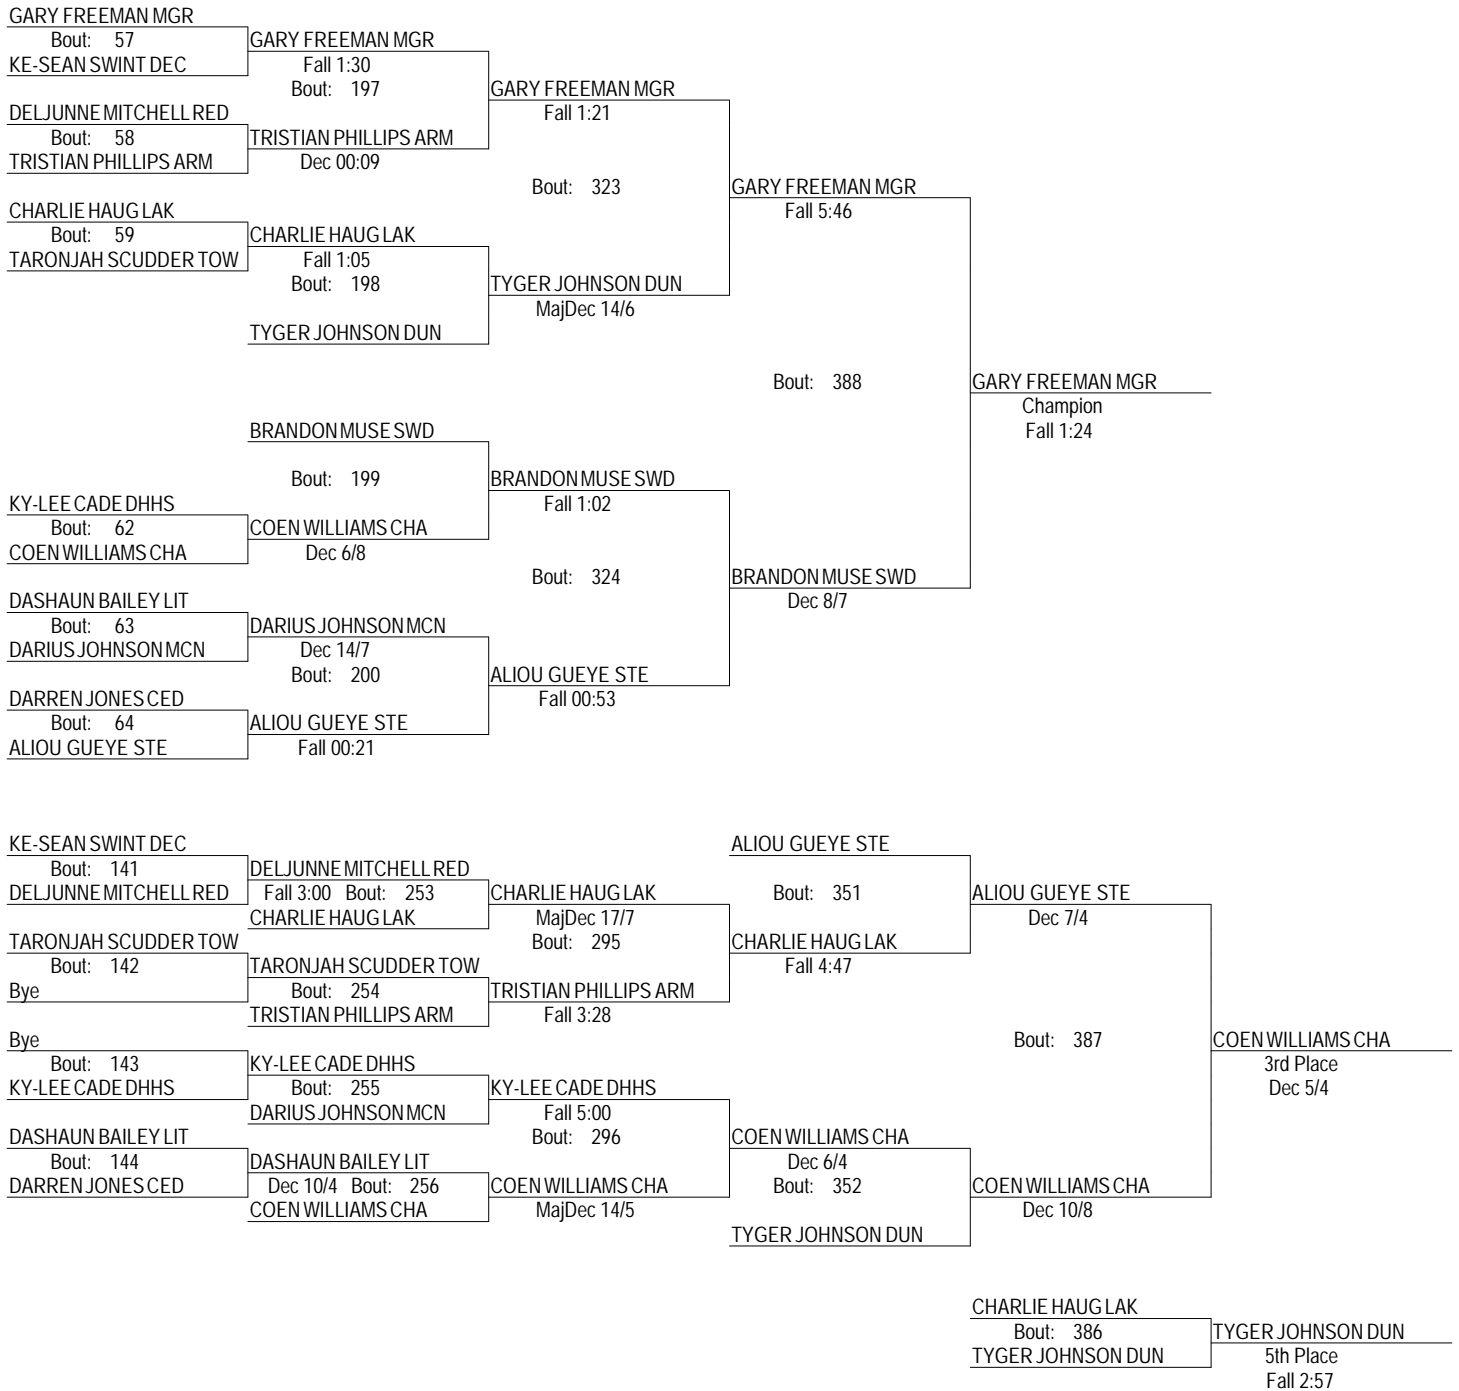 GARY FREEMAN MGR
Bout: 57
KE-SEAN SWINT DEC
GARY FREEMAN MGR
Fall 1:30
Bout: 197
DELJUNNE MITCHELL RED
Bout: 58
TRISTIAN PHILLIPS ARM
TRISTIAN PHILLIPS ARM
Dec 00:09
GARY FREEMAN MGR
Fall 1:21
Bout: 323
CHARLIE HAUG LAK
Bout: 59
TARONJAH SCUDDER TOW
CHARLIE HAUG LAK
Fall 1:05
Bout: 198
TYGER JOHNSON DUN
TYGER JOHNSON DUN
MajDec 14/6
GARY FREEMAN MGR
Fall 5:46
Bout: 388
GARY FREEMAN MGR
Champion
Fall 1:24
BRANDON MUSE SWD
Bout: 199
KY-LEE CADE DHHS
Bout: 62
COEN WILLIAMS CHA
COEN WILLIAMS CHA
Dec 6/8
BRANDON MUSE SWD
Fall 1:02
Bout: 324
BRANDON MUSE SWD
Dec 8/7
DASHAUN BAILEY LIT
Bout: 63
DARIUS JOHNSON MCN
DARIUS JOHNSON MCN
Dec 14/7
Bout: 200
DARREN JONES CED
Bout: 64
ALIOU GUEYE STE
ALIOU GUEYE STE
Fall 00:21
ALIOU GUEYE STE
Fall 00:53
KE-SEAN SWINT DEC
Bout: 141
DELJUNNE MITCHELL RED
DELJUNNE MITCHELL RED
Fall 3:00 Bout: 253
CHARLIE HAUG LAK
CHARLIE HAUG LAK
MajDec 17/7
Bout: 295
TARONJAH SCUDDER TOW
Bout: 142
Bye
TARONJAH SCUDDER TOW
Bout: 254
TRISTIAN PHILLIPS ARM
TRISTIAN PHILLIPS ARM
Fall 3:28
ALIOU GUEYE STE
Bout: 351
CHARLIE HAUG LAK
Fall 4:47
ALIOU GUEYE STE
Dec 7/4
Bout: 387
COEN WILLIAMS CHA
3rd Place
Dec 5/4
Bye
Bout: 143
KY-LEE CADE DHHS
KY-LEE CADE DHHS
Bout: 255
DARIUS JOHNSON MCN
KY-LEE CADE DHHS
Fall 5:00
Bout: 296
DASHAUN BAILEY LIT
Bout: 144
DARREN JONES CED
DASHAUN BAILEY LIT
Dec 10/4 Bout: 256
COEN WILLIAMS CHA
COEN WILLIAMS CHA
MajDec 14/5
COEN WILLIAMS CHA
Dec 6/4
Bout: 352
TYGER JOHNSON DUN
COEN WILLIAMS CHA
Dec 10/8
CHARLIE HAUG LAK
Bout: 386
TYGER JOHNSON DUN
TYGER JOHNSON DUN
5th Place
Fall 2:57